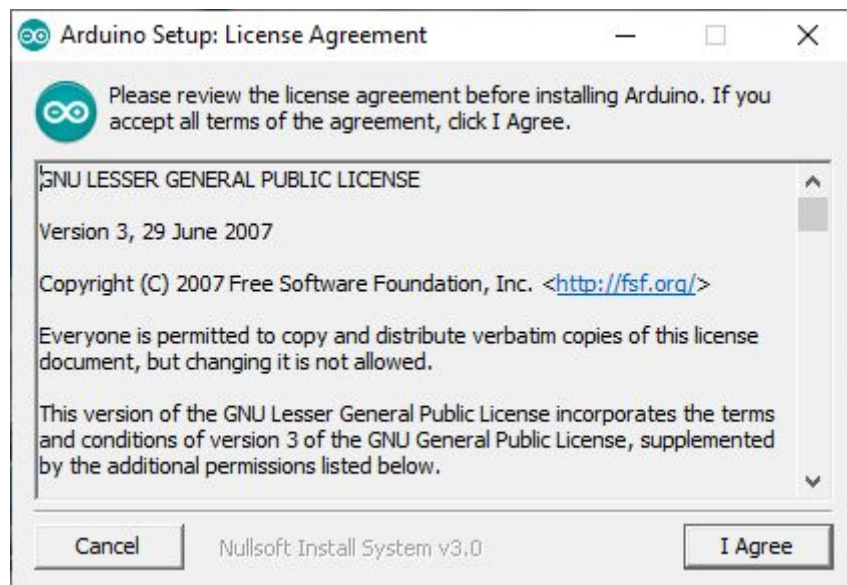 Arduino Setup: License Agreement
Please review the license agreement before installing Arduino. If you
accept all terms of the agreement, click I Agree.
GNU LESSER GENERAL PUBLIC LICENSE
Version 3, 29 June 2007
Copyright (C) 2007 Free Software Foundation, Inc. <http://fsf.org/>
Everyone is permitted to copy and distribute verbatim copies of this license
document, but changing it is not allowed.
This version of the GNU Lesser General Public License incorporates the terms
and conditions of version 3 of the GNU General Public License, supplemented
by the additional permissions listed below.
Cancel
Nullsoft Install System v3.0
I Agree